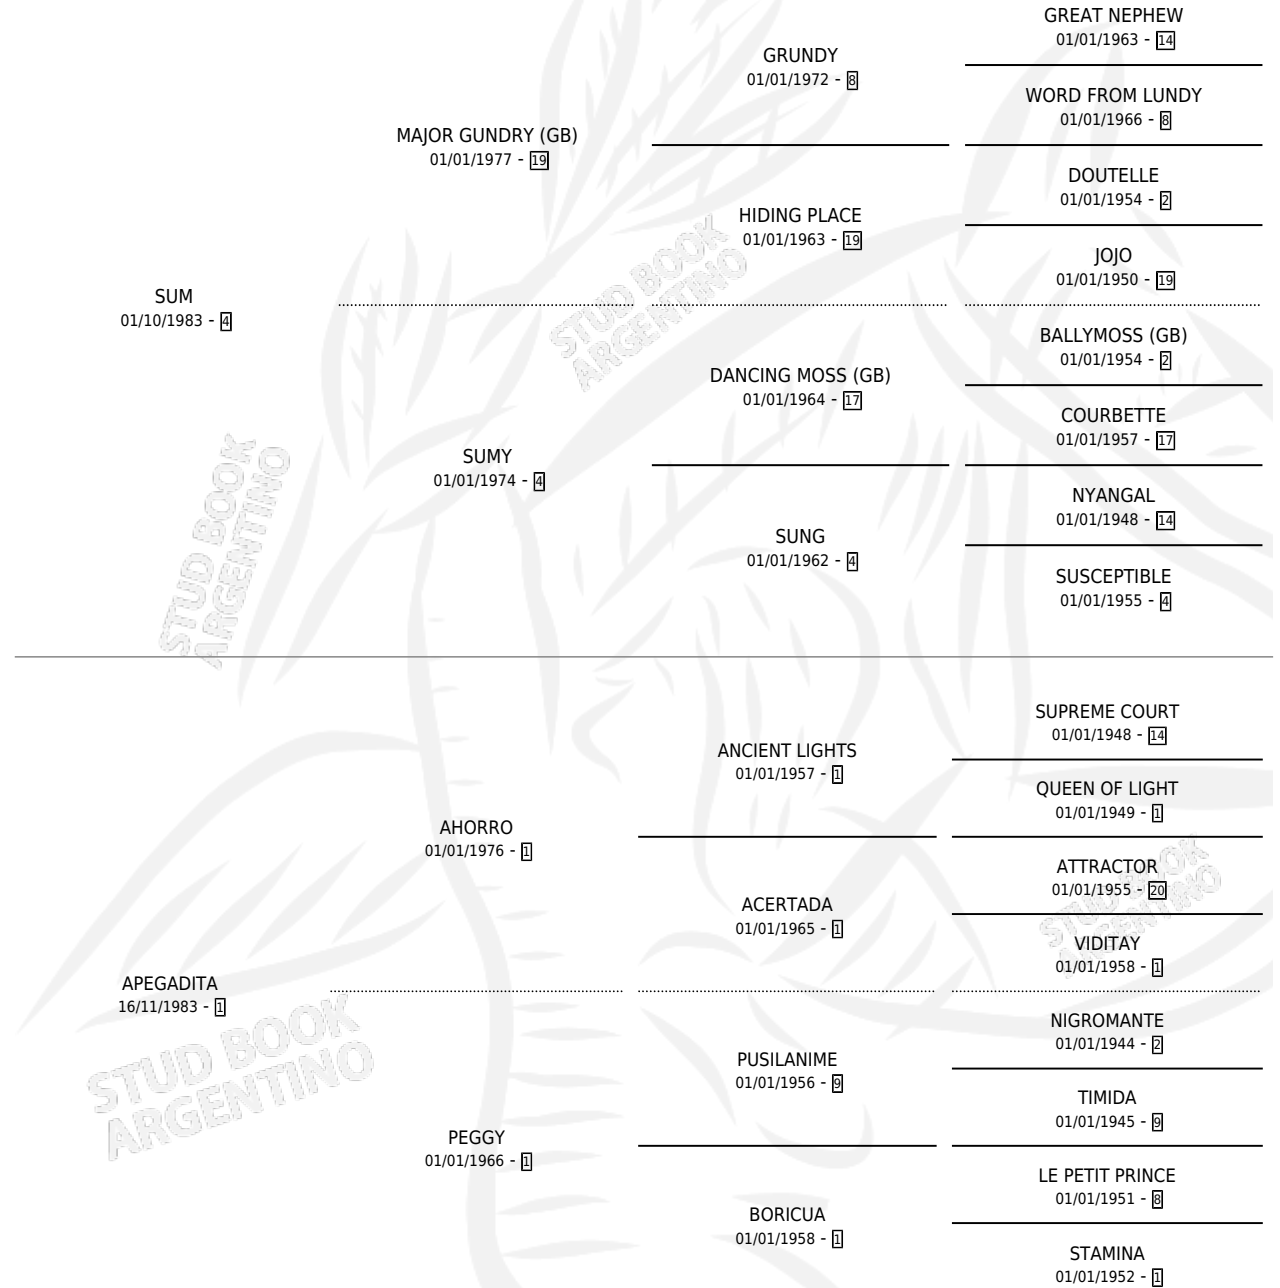 GREAT NEPHEW
01/01/1963 - 14
GRUNDY
01/01/1972 - 8
WORD FROM LUNDY
01/01/1966 - 8
MAJOR GUNDRY (GB)
01/01/1977 - 19
DOUTELLE
01/01/1954 - 2
HIDING PLACE
01/01/1963 - 19
JOJO
01/01/1950 - 19
SUM
01/10/1983 - 4
STUD BOOK
ARGENTINO
BALLYMOSS (GB)
01/01/1954 - 2
DANCING MOSS (GB)
01/01/1964 - 17
COURBETTE
01/01/1957 - 17
SUMY
01/01/1974 - 4
NYANGAL
01/01/1948 - 14
SUNG
01/01/1962 - 4
SUSCEPTIBLE
01/01/1955 - 4
STUD BOOK
ARGENTINO
SUPREME COURT
01/01/1948 - 14
ANCIENT LIGHTS
01/01/1957 - 1
QUEEN OF LIGHT
01/01/1949 - 1
AHORRO
01/01/1976 - 1
ATTRACTOR
01/01/1955 - 20
ACERTADA
01/01/1965 - 1
VIDITAY
01/01/1958 - 1
STUD BOOK
ARGENTINO
APEGADITA
16/11/1983 - 1
NIGROMANTE
01/01/1944 - 2
PUSILANIME
01/01/1956 - 9
TIMIDA
01/01/1945 - 9
STUD BOOK
ARGENTINO
PEGGY
01/01/1966 - 1
LE PETIT PRINCE
01/01/1951 - 8
BORICUA
01/01/1958 - 1
STAMINA
01/01/1952 - 1